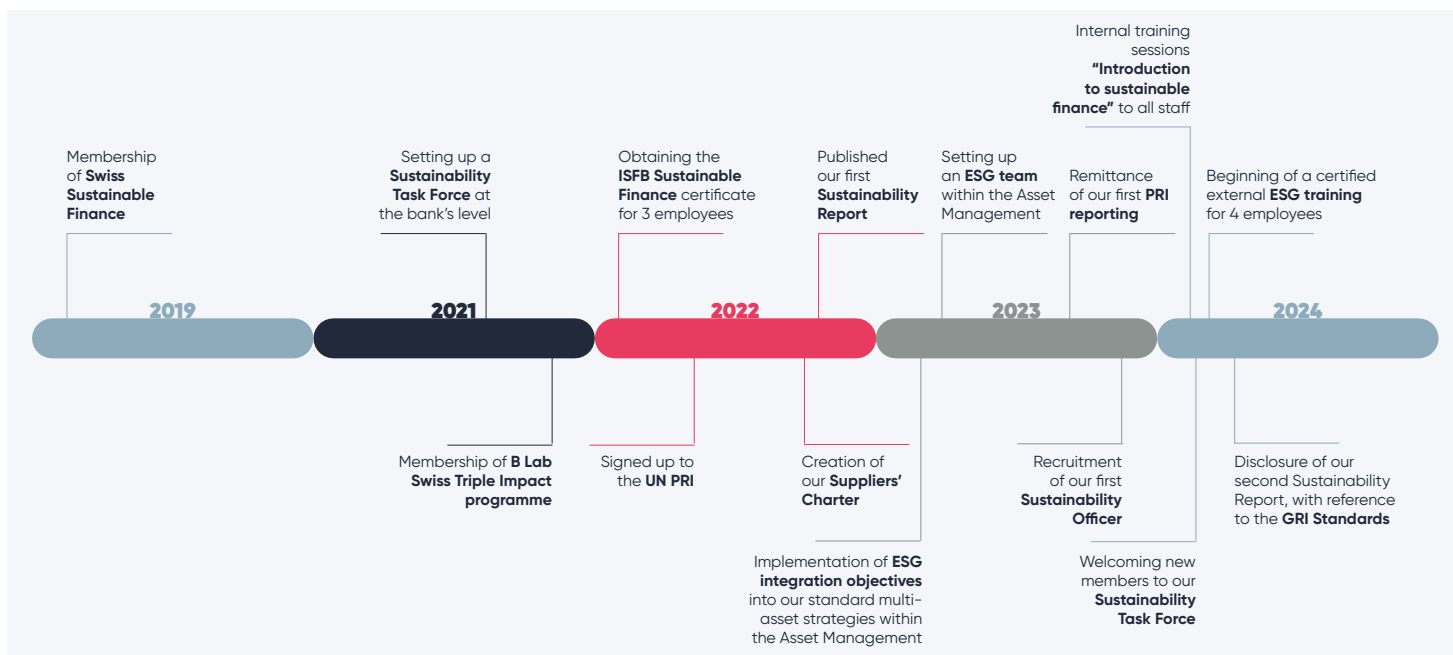 Internal training
sessions
“Introduction
to sustainable
finance” to all staff
Membership
of Swiss
Sustainable
Finance
Setting up a
Sustainability
Task Force at
the bank’s level
Obtaining the
ISFB Sustainable
Finance certificate
for 3 employees
Published
our first
Sustainability
Report
Setting up
an ESG team
within the Asset
Management
Remittance
of our first PRI
reporting
Beginning of a certified
external ESG training
for 4 employees
2019
2021
2022
2023
2024
Membership of B Lab
Swiss Triple Impact
programme
Signed up to
the UN PRI
Creation of
our Suppliers’
Charter
Implementation of ESG
integration objectives
into our standard multi-
asset strategies within
the Asset Management
Recruitment
of our first
Sustainability
Officer
Welcoming new
members to our
Sustainability
Task Force
Disclosure of our
second Sustainability
Report, with reference
to the GRI Standards